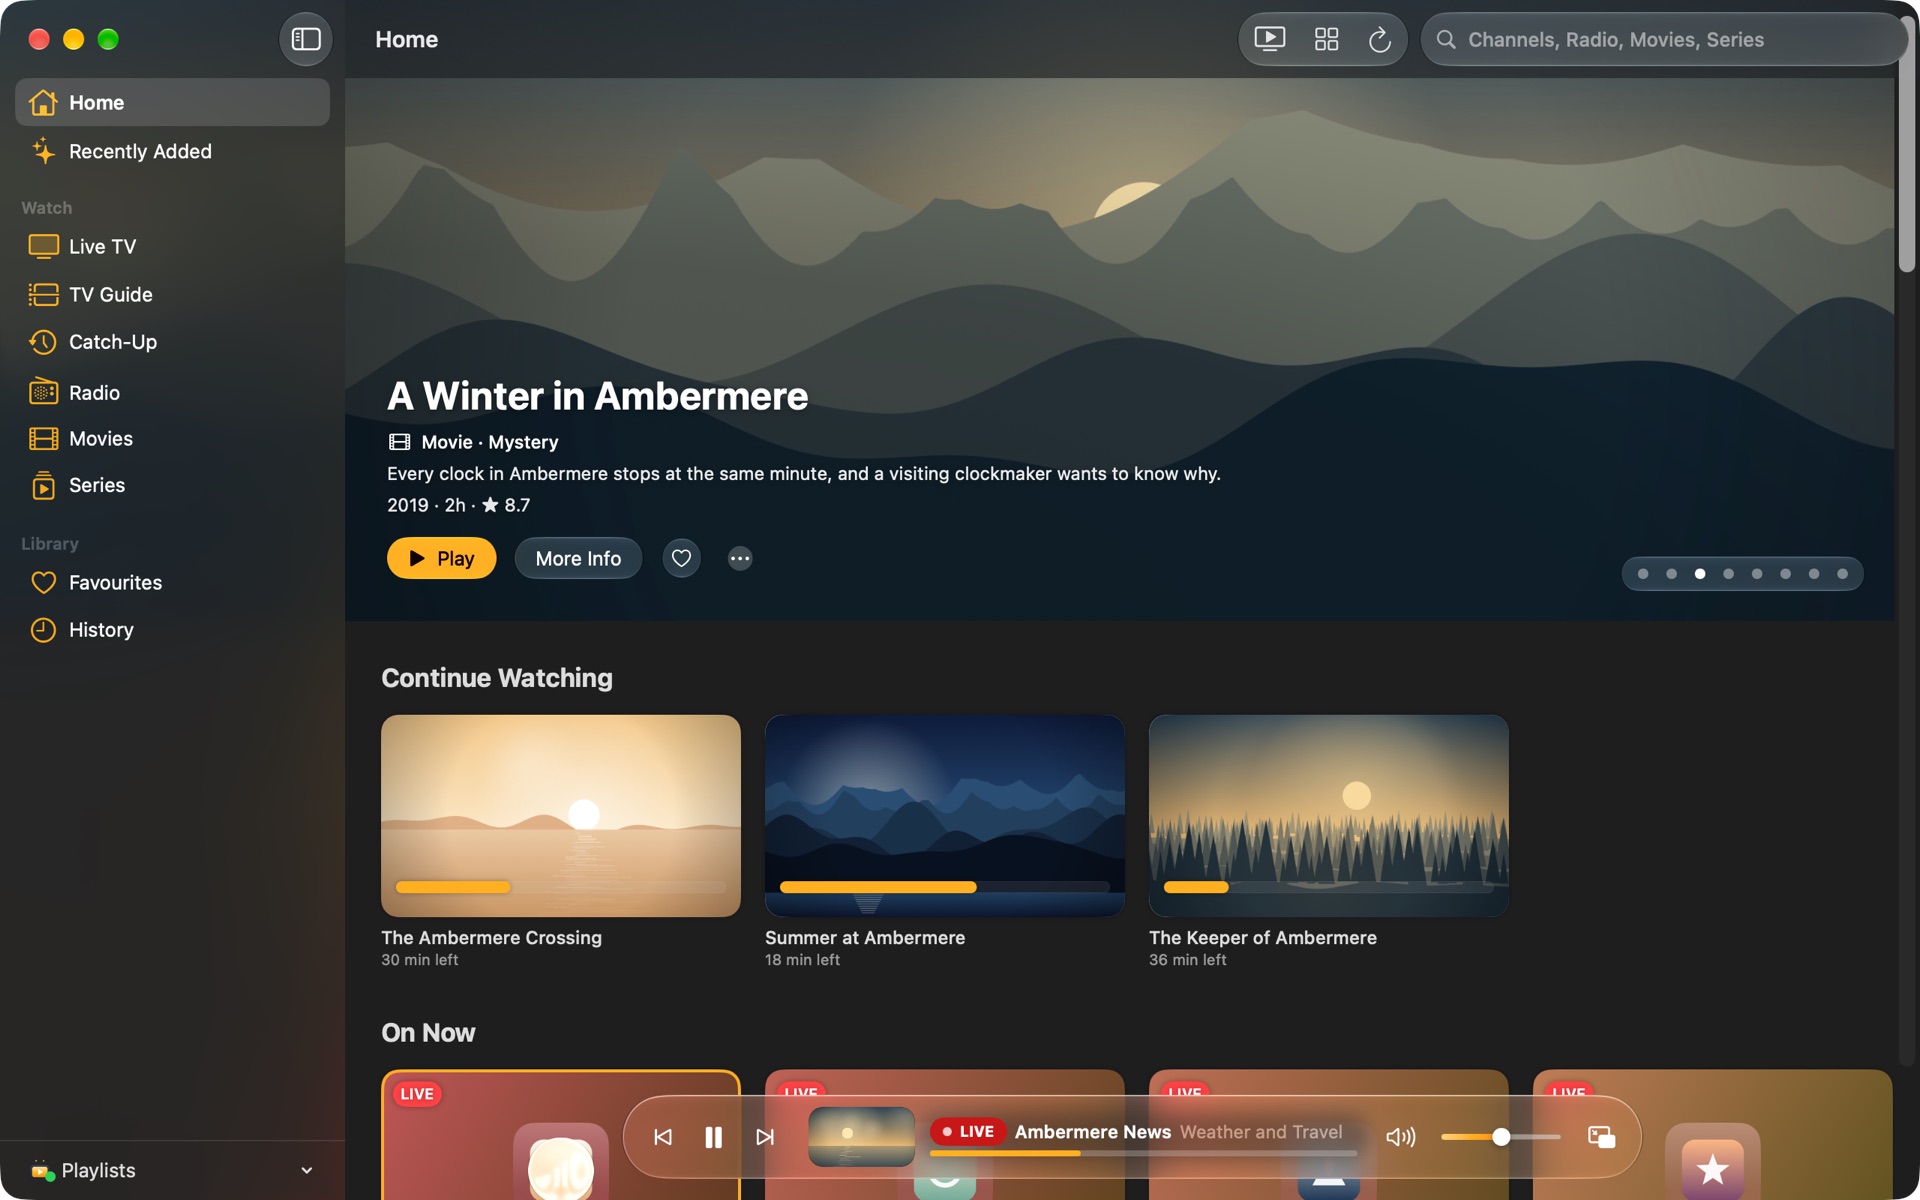 Home
Channels, Radio, Movies, Series
Home
Recently Added
Watch
Live TV
TV Guide
Catch-Up
Radio
Movies
Series
Library
Favourites
History
Playlists
A Winter in Ambermere
Movie · Mystery
Every clock in Ambermere stops at the same minute, and a visiting clockmaker wants to know why.
2019 · 2h · ★ 8.7
Play
More Info
Continue Watching
The Ambermere Crossing
30 min left
Summer at Ambermere
18 min left
The Keeper of Ambermere
36 min left
On Now
LIVE
LIVE
LIVE
LIVE
LIVE Ambermere News Weather and Travel